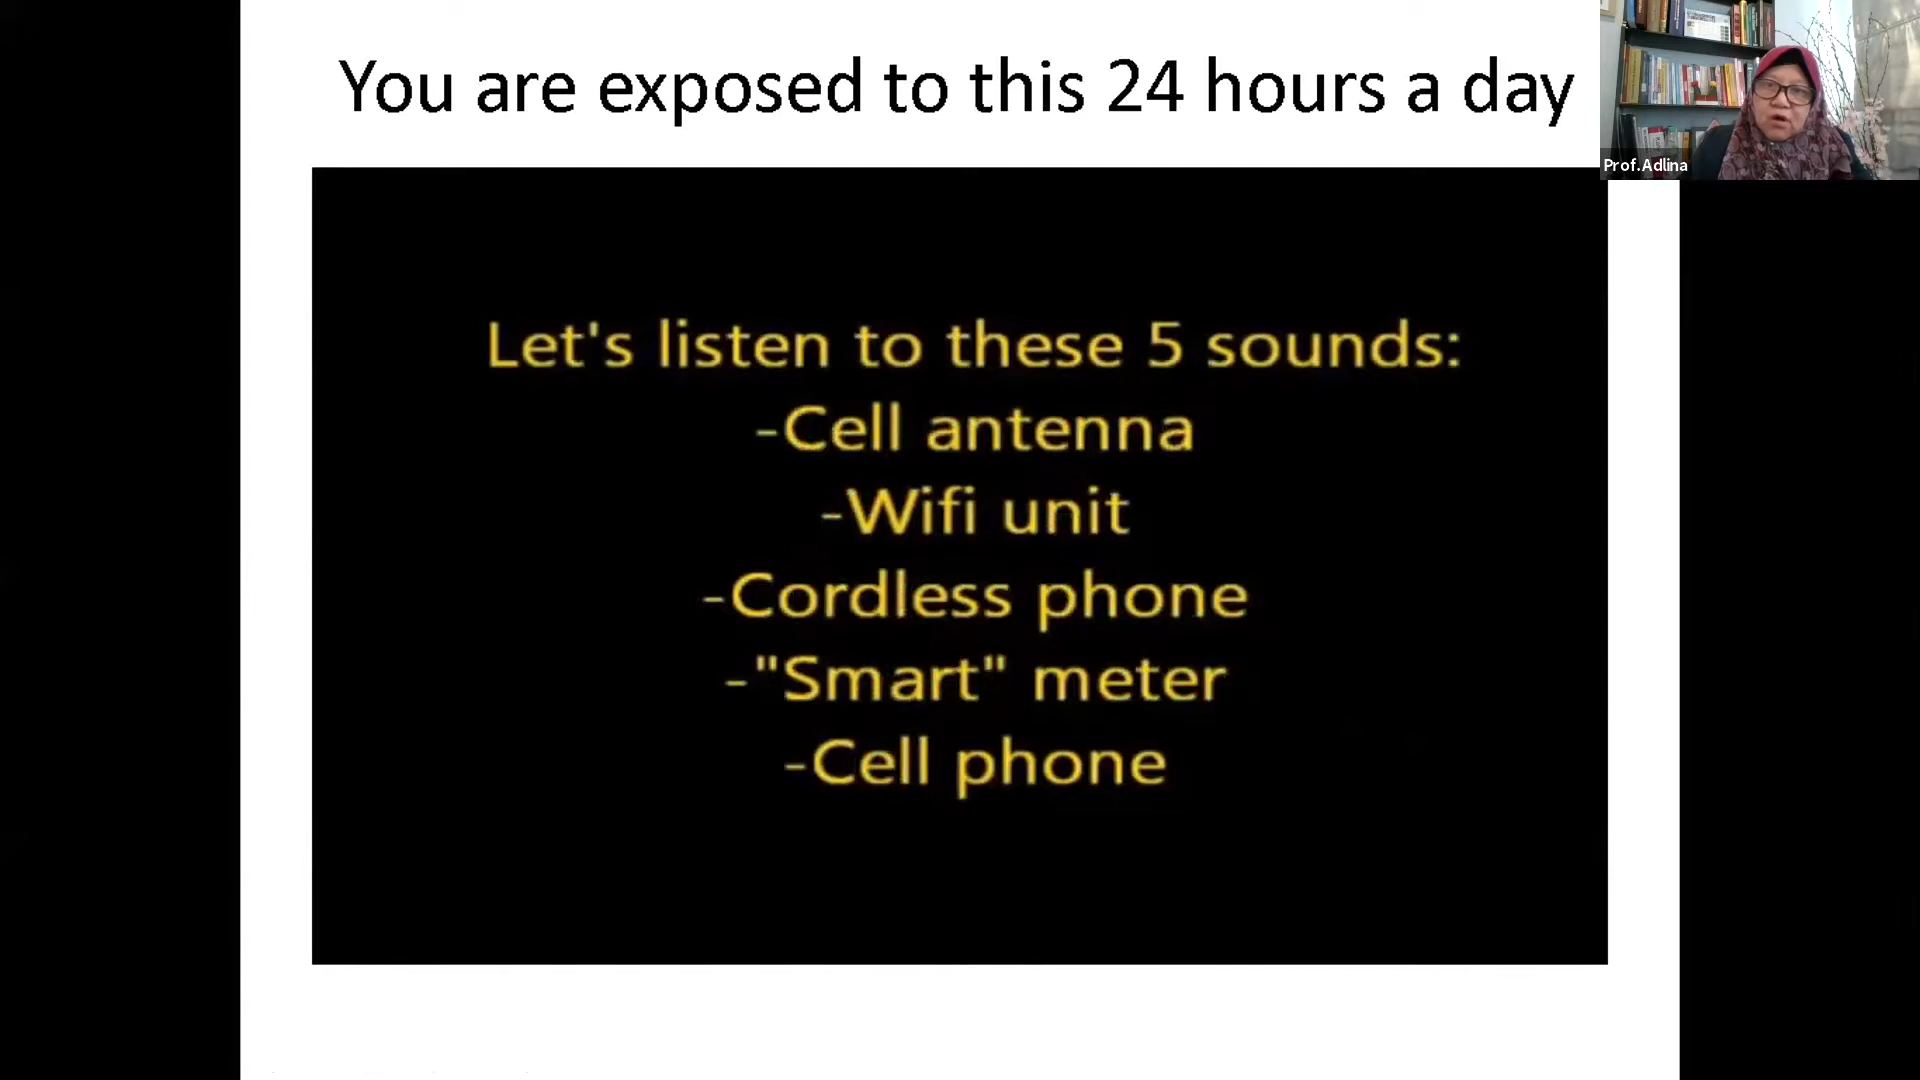 You are exposed to this 24 hours a day
Prof.Adlina
Let's listen to these 5 sounds:
-Cell antenna
-Wifi unit
-Cordless phone
-"Smart" meter
-Cell phone